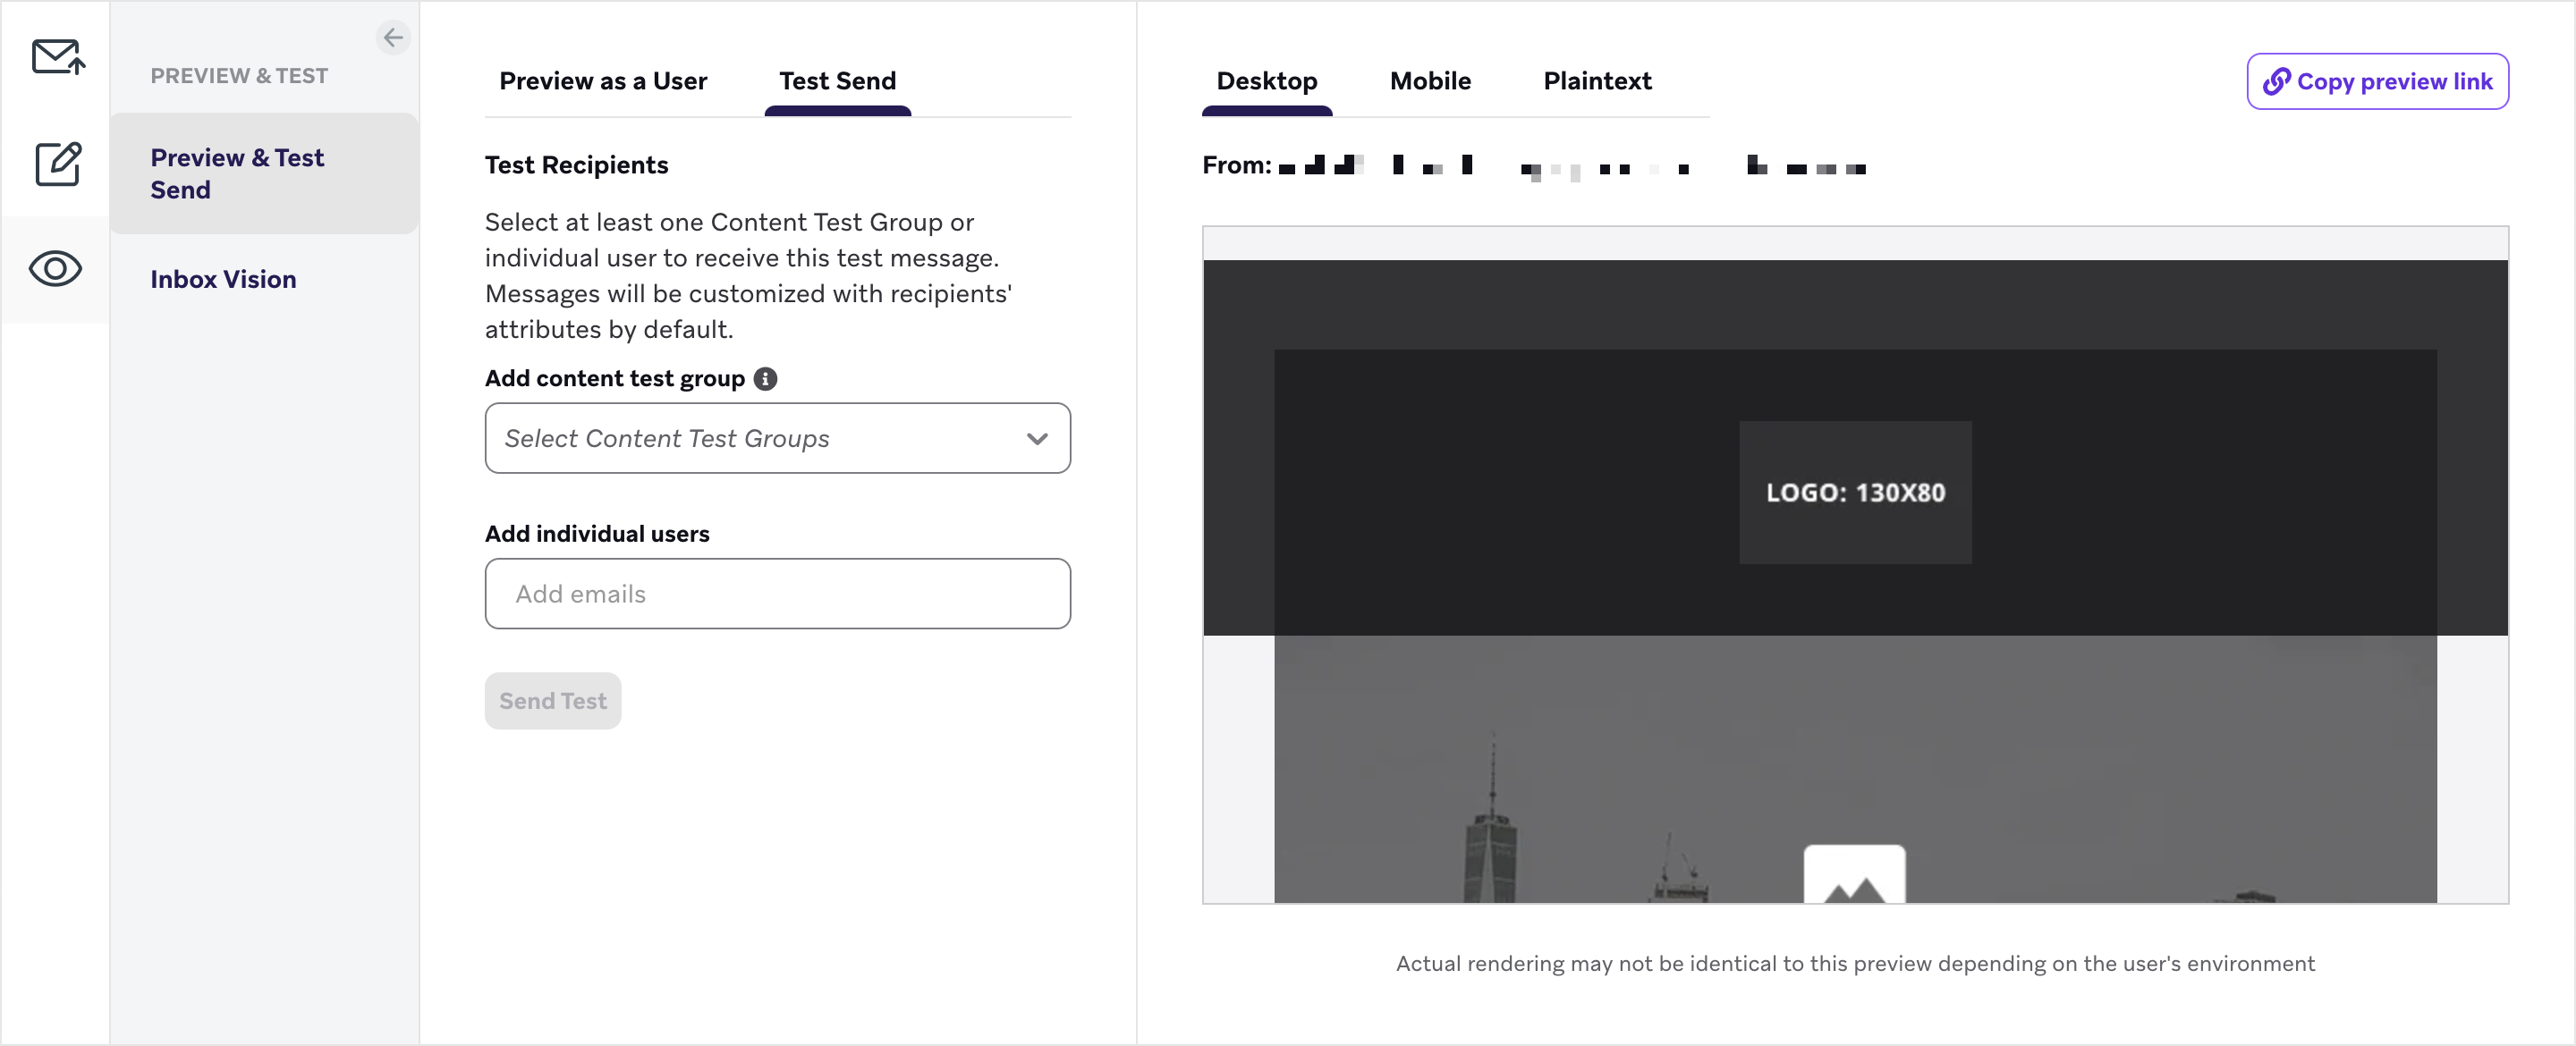 PREVIEW & TEST
Preview & Test
Send
Inbox Vision
Preview as a User
Test Send
Test Recipients
Select at least one Content Test Group or
individual user to receive this test message.
Messages will be customized with recipients'
attributes by default.
Add content test group
Select Content Test Groups
Add individual users
Add emails
Send Test
Desktop
Mobile
Plaintext
Copy preview link
From:
LOGO: 130X80
Actual rendering may not be identical to this preview depending on the user's environment